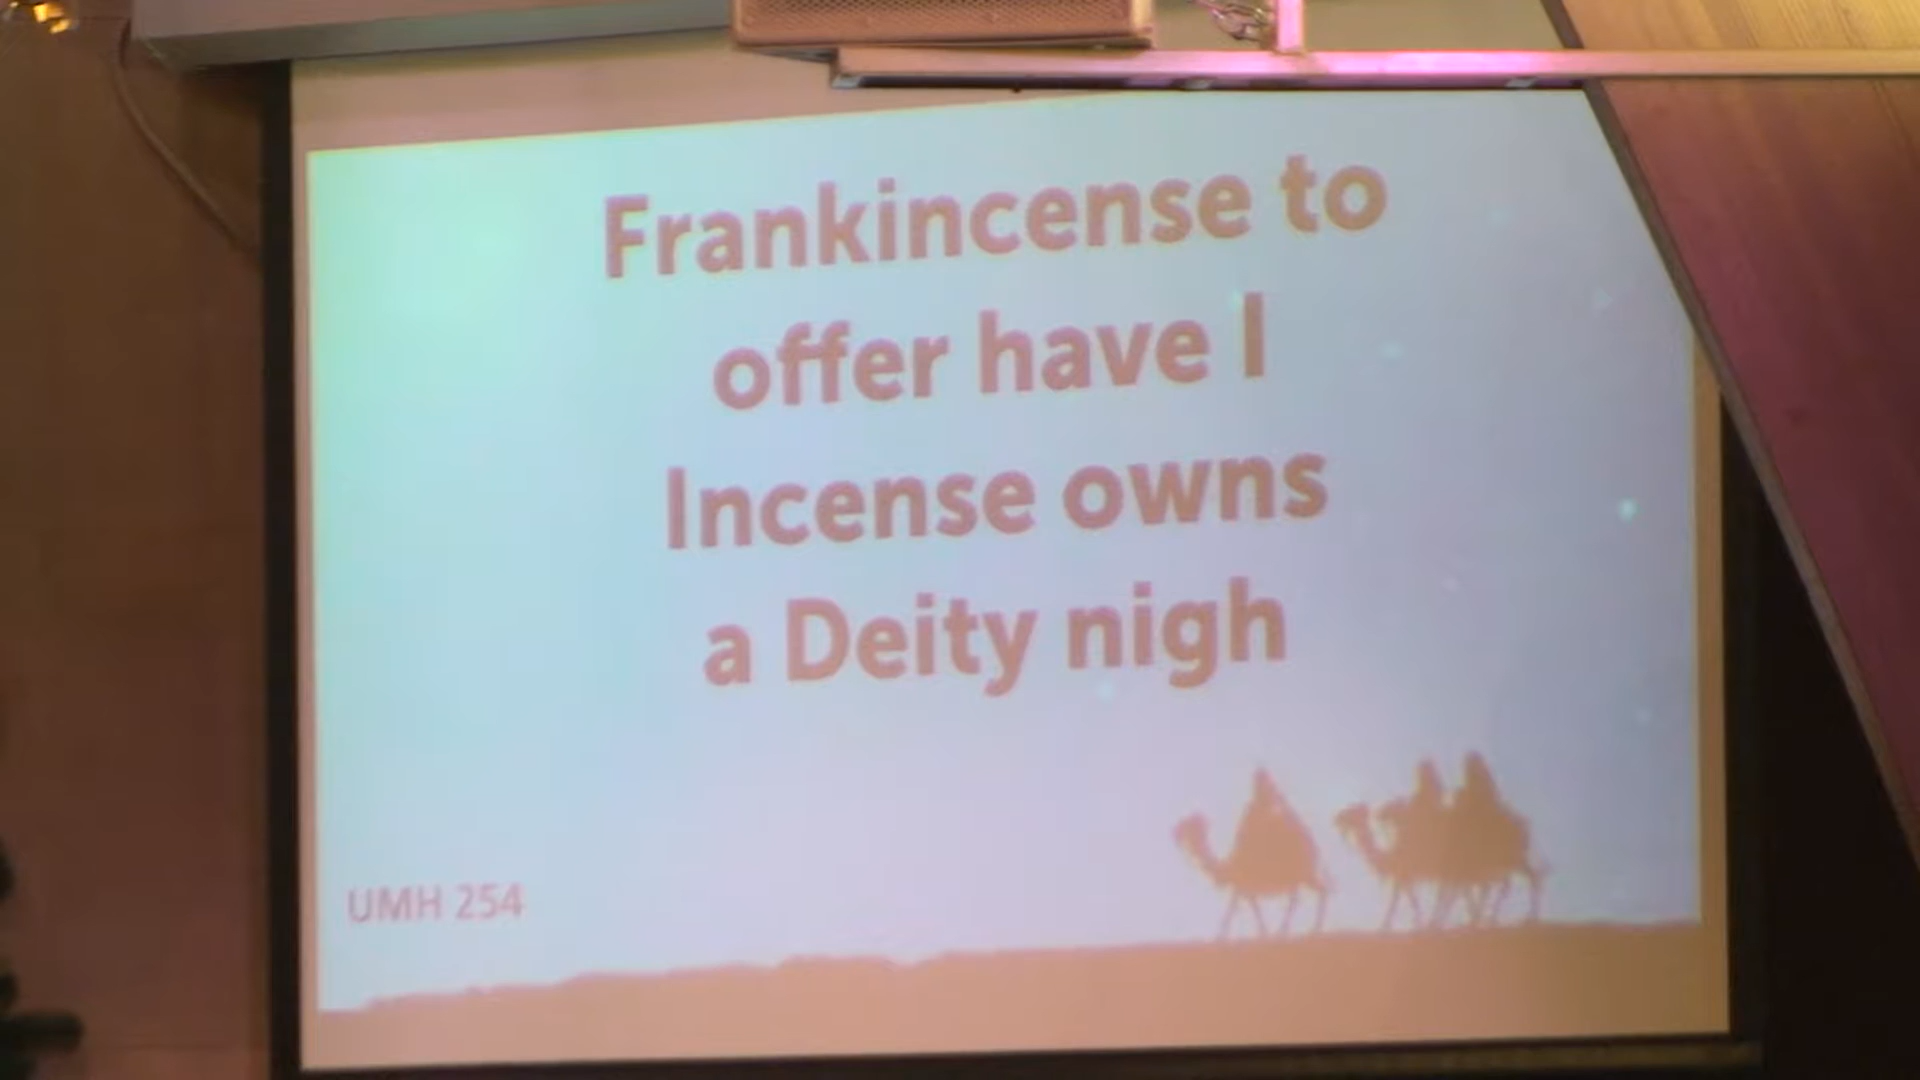 Frankincense to
offer have I
Incense owns
a Deity nigh
UMH 254